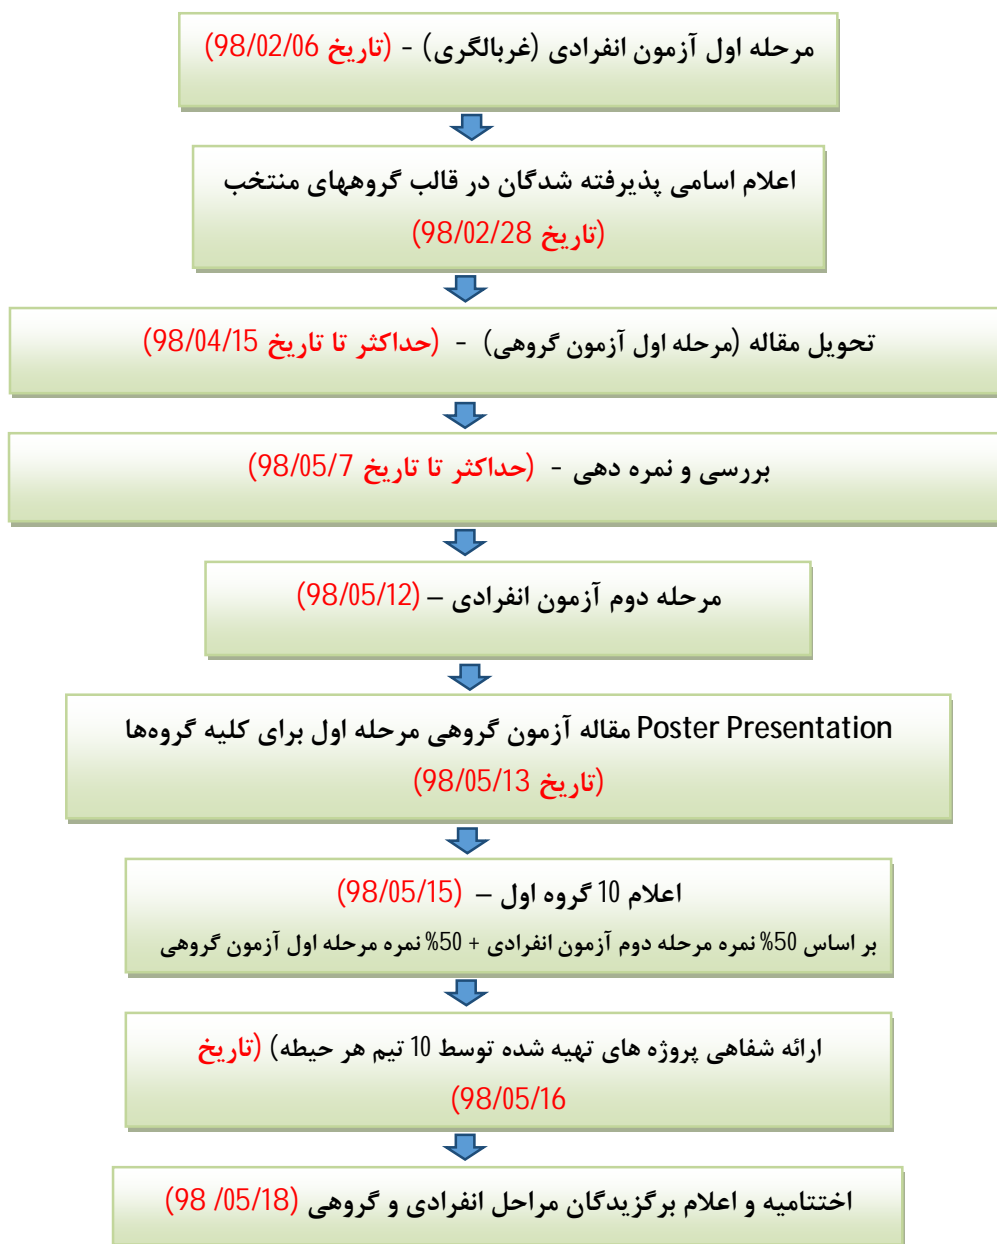 مرحله اول آزمون انفرادی (غربالگری) - (تاریخ 98/02/06)
اعلام اسامی پذیرفته شدگان در قالب گروههای منتخب
(تاریخ 98/02/28)
تحویل مقاله (مرحله اول آزمون گروهی) - (حداکثر تا تاریخ 98/04/15)
بررسی و نمره دهی - (حداکثر تا تاریخ 98/05/7)
مرحله دوم آزمون انفرادی – (98/05/12)
Poster Presentation مقاله آزمون گروهی مرحله اول برای کلیه گروه‌ها
(تاریخ 98/05/13)
اعلام 10 گروه اول – (98/05/15)
بر اساس 50% نمره مرحله دوم آزمون انفرادی + 50% نمره مرحله اول آزمون گروهی
ارائه شفاهی پروژه های تهیه شده توسط 10 تیم هر حیطه) (تاریخ
98/05/16)
اختتامیه و اعلام برگزیدگان مراحل انفرادی و گروهی (98 /05/18)